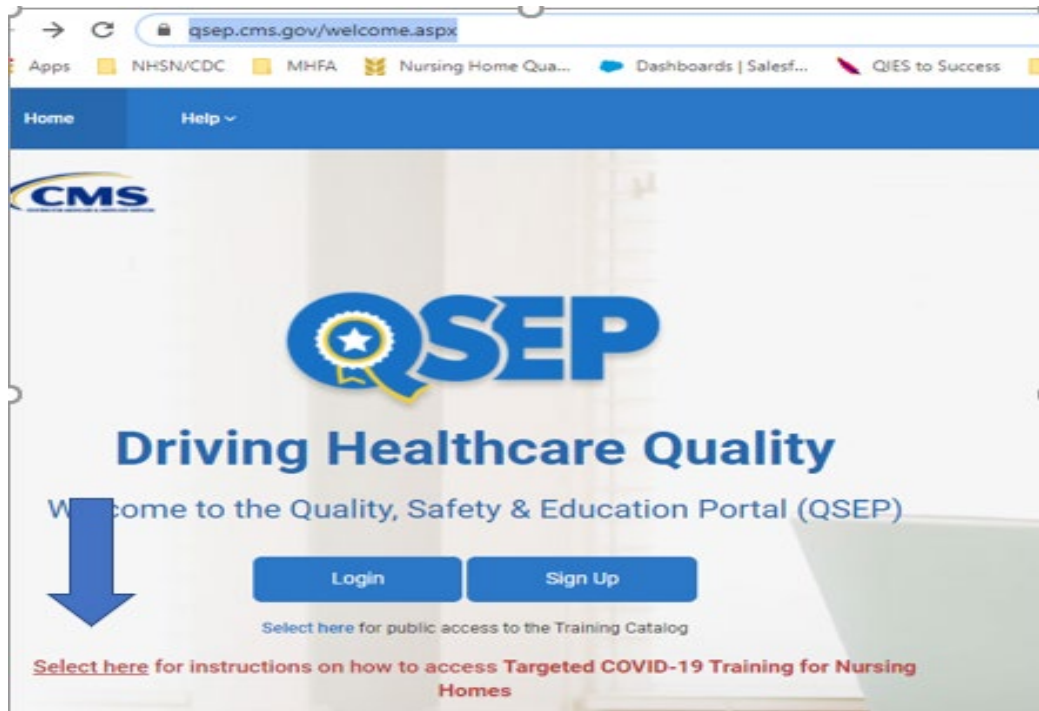 qsep.cms.gov/welcome.aspx
Apps NHSN/CDC MHFA Nursing Home Qua... Dashboards | Salesf... QIES to Success
Home Help
CMS
QSEP
Driving Healthcare Quality
W come to the Quality, Safety & Education Portal (QSEP)
Login Sign Up
Select here for public access to the Training Catalog
Select here for instructions on how to access Targeted COVID-19 Training for Nursing
Homes